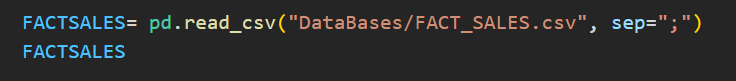 FACTSALES= pd.read_csv("DataBases/FACT_SALES.csv", sep=";")
FACTSALES